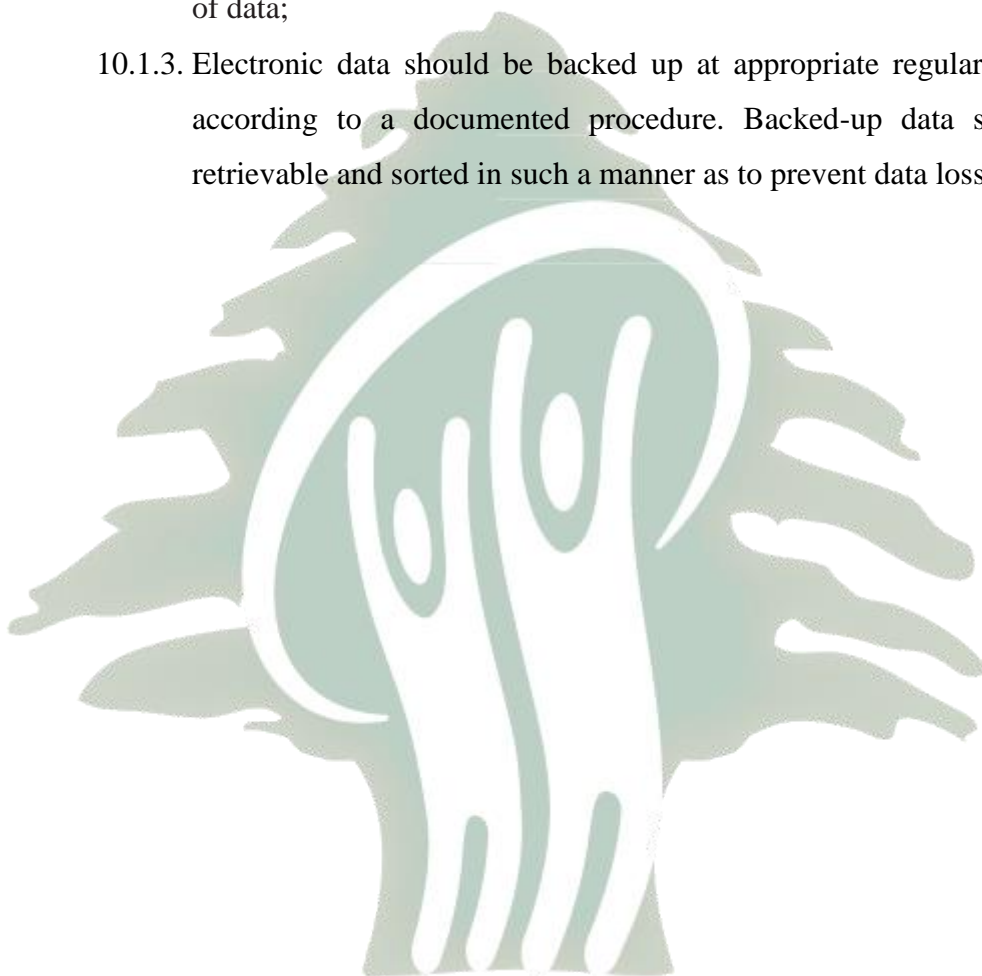 of data;
10.1.3. Electronic data should be backed up at appropriate regular
according to a documented procedure. Backed-up data s
retrievable and sorted in such a manner as to prevent data loss